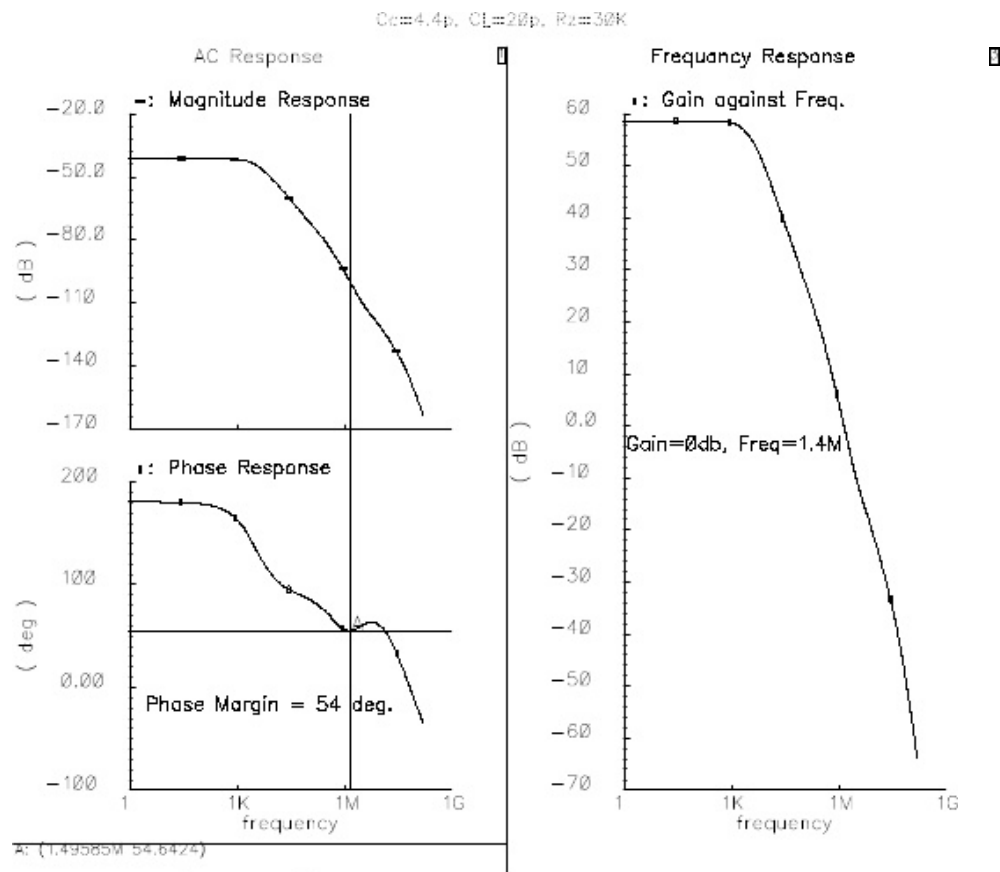 Cc=4.4p, CL=20p, Rz=30K
AC Response
-: Magnitude Response
-20.0
-50.0
-80.0
-110
-140
-170
( dB )
: Phase Response
200
100
0.00
-100
( deg )
Phase Margin = 54 deg.
1 1K 1M 1G
frequency
A: (1.49585M 54.6424)
A
Frequancy Response
: Gain against Freq.
60
50
40
30
20
10
0.0
-10
-20
-30
-40
-50
-60
-70
( dB )
Gain=0db, Freq=1.4M
1 1K 1M 1G
frequency